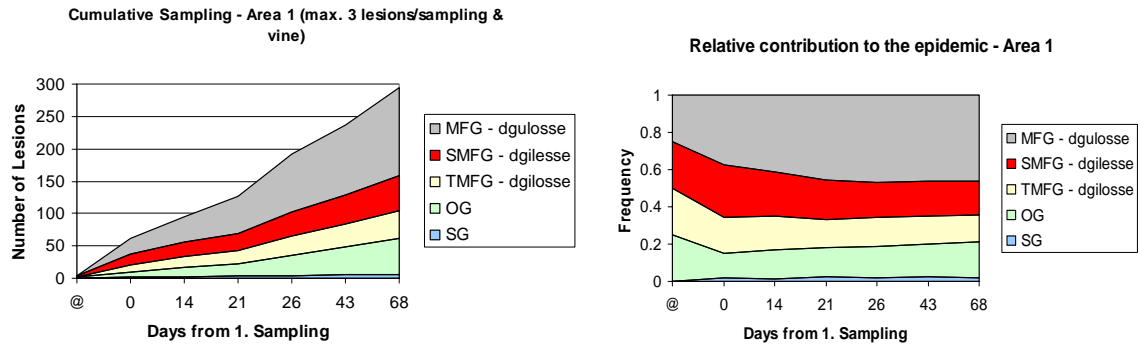 Cumulative Sampling - Area 1 (max. 3 lesions/sampling &
vine)
Number of Lesions
300
250
200
150
100
50
0
@ 0 14 21 26 43 68
Days from 1. Sampling
MFG - dgulosse
SMFG - dgilesse
TMFG - dgilosse
OG
SG
Relative contribution to the epidemic - Area 1
Frequency
1
0.8
0.6
0.4
0.2
0
@ 0 14 21 26 43 68
Days from 1. Sampling
MFG - dgulosse
SMFG - dgilesse
TMFG - dgilosse
OG
SG